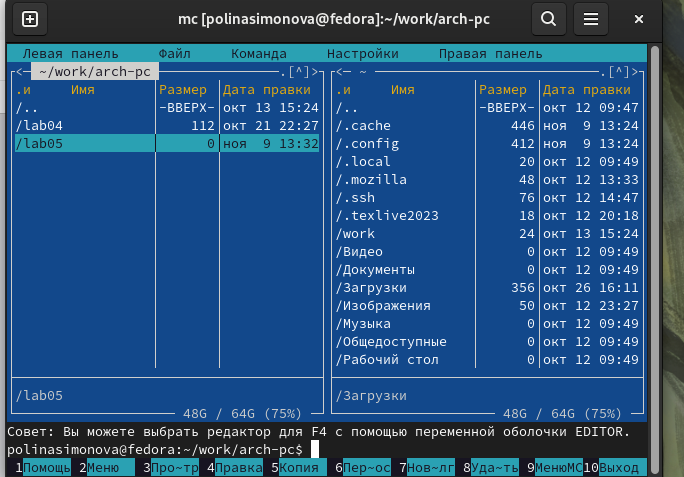 mc [polinasimonova@fedora]:~/work/arch-pc
Левая панель Файл Команда Настройки Правая панель
<─ ~/work/arch-pc .[^]> <─ ~ .[^]>
.и Имя Размер Дата правки .и Имя Размер Дата правки
/.. -ВВЕРХ- окт 13 15:24 /.. -ВВЕРХ- окт 12 09:47
/lab04 112 окт 21 22:27 /.cache 446 ноя 9 13:24
/lab05 0 ноя 9 13:32 /.config 412 ноя 9 13:24
/.local 20 окт 12 09:49
/.mozilla 48 окт 12 13:33
/.ssh 76 окт 12 14:47
/.texlive2023 18 окт 12 20:18
/work 24 окт 13 15:24
/Видео 0 окт 12 09:49
/Документы 0 окт 12 09:49
/Загрузки 356 окт 26 16:11
/Изображения 50 окт 12 23:27
/Музыка 0 окт 12 09:49
/Общедоступные 0 окт 12 09:49
/Рабочий стол 0 окт 12 09:49
/lab05 /Загрузки
48G / 64G (75%) 48G / 64G (75%)
Совет: Вы можете выбрать редактор для F4 с помощью переменной оболочки EDITOR.
polinasimonova@fedora:~/work/arch-pc$
1Помощь 2Меню 3Про~тр 4Правка 5Копия 6Пер~ос 7Нов~лг 8Уда~ть 9МенюMC 10Выход